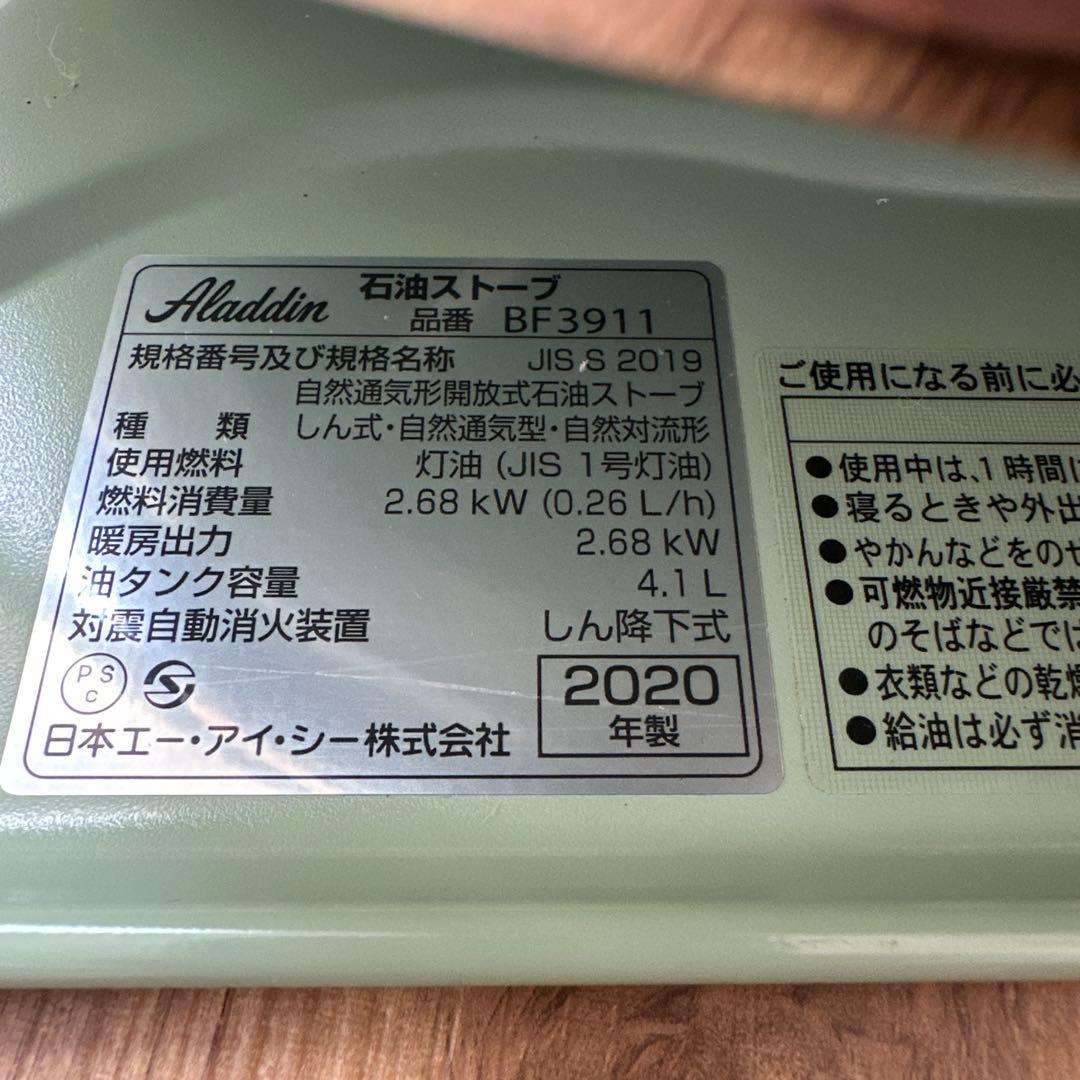 Aladdin 石油ストーブ
品番 BF3911
規格番号及び規格名称 JIS S 2019
自然通気形開放式石油ストーブ
種類 しん式・自然通気型・自然対流形
使用燃料 灯油 (JIS 1号灯油)
燃料消費量 2.68 kW (0.26 L/h)
暖房出力 2.68 kW
油タンク容量 4.1 L
対震自動消火装置 しん降下式
PS
c
2020
年製
日本エー・アイ・シー株式会社
ご使用になる前に必
●使用中は、1時間に
●寝るときや外出
●やかんなどをのせ
●可燃物近接厳禁
のそばなどでは
●衣類などの乾燥
●給油は必ず消